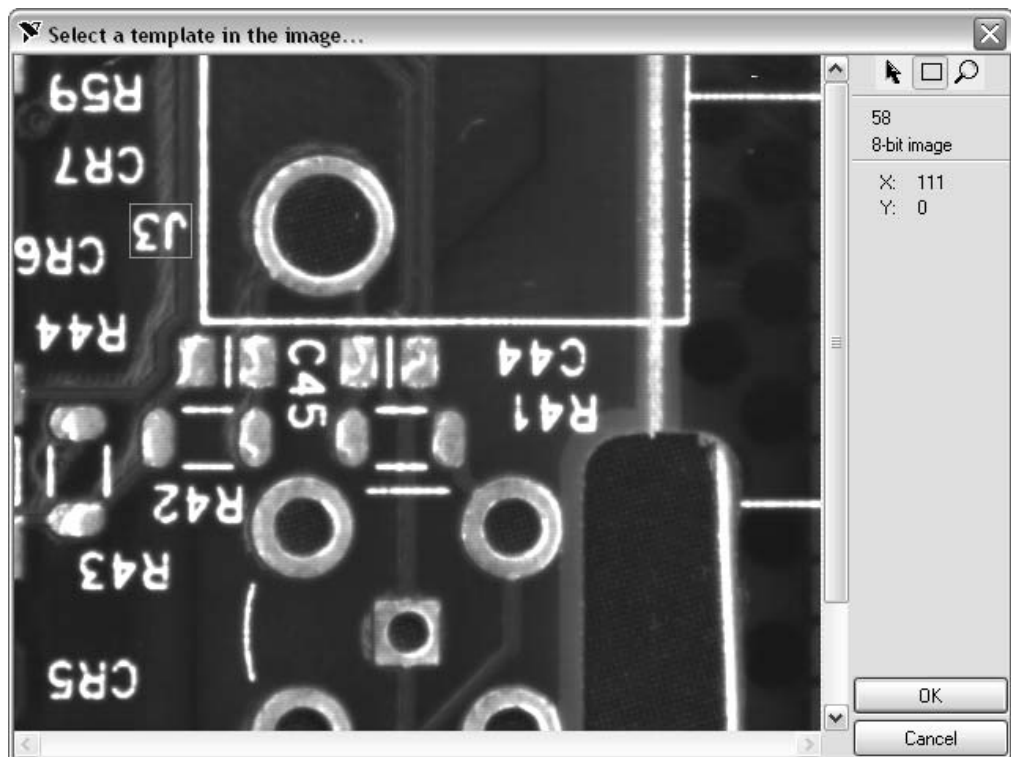 Select a template in the image...
58
8-bit image
X: 111
Y: 0
R59
CR7
J3
CR6
R44
C45
C44
R41
R42
R43
CR5
OK
Cancel